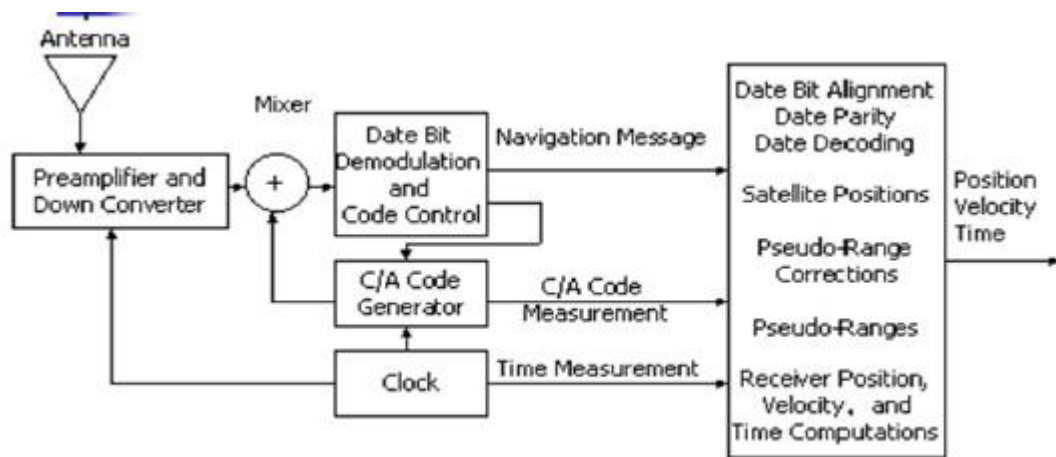 Antenna
Mixer
Preamplifier and
Down Converter
+
Date Bit
Demodulation
and
Code Control
Navigation Message
C/A Code
Generator
C/A Code
Measurement
Clock
Time Measurement
Date Bit Alignment
Date Parity
Date Decoding
Satellite Positions
Pseudo-Range
Corrections
Pseudo-Ranges
Receiver Position,
Velocity, and
Time Computations
Position
Velocity
Time